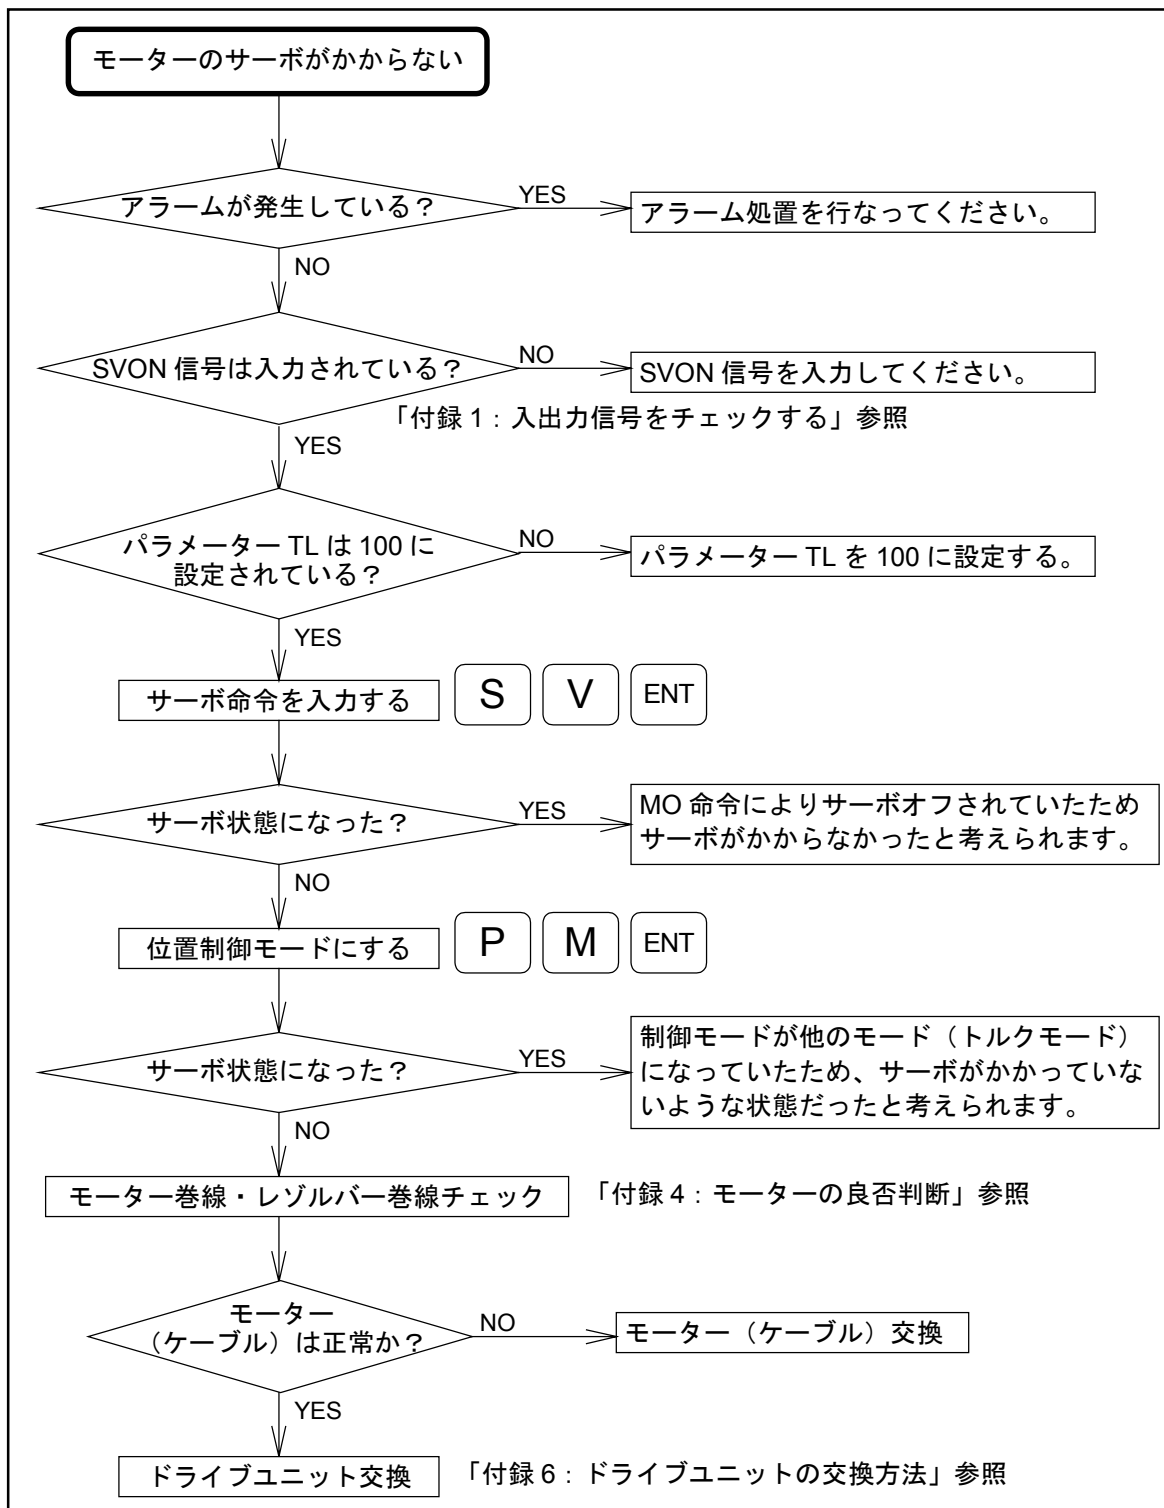 モーターのサーボがかからない
アラームが発生している？
YES
アラーム処置を行なってください。
NO
SVON 信号は入力されている？
NO
SVON 信号を入力してください。
「付録 1：入出力信号をチェックする」参照
YES
パラメーター TL は 100 に
設定されている？
NO
パラメーター TL を 100 に設定する。
YES
サーボ命令を入力する
S V ENT
サーボ状態になった？
YES
MO 命令によりサーボオフされていたため
サーボがかからなかったと考えられます。
NO
位置制御モードにする
P M ENT
サーボ状態になった？
YES
制御モードが他のモード（トルクモード）
になっていたため、サーボがかかっていな
いような状態だったと考えられます。
NO
モーター巻線・レゾルバー巻線チェック
「付録 4：モーターの良否判断」参照
モーター
（ケーブル）は正常か？
NO
モーター（ケーブル）交換
YES
ドライブユニット交換
「付録 6：ドライブユニットの交換方法」参照